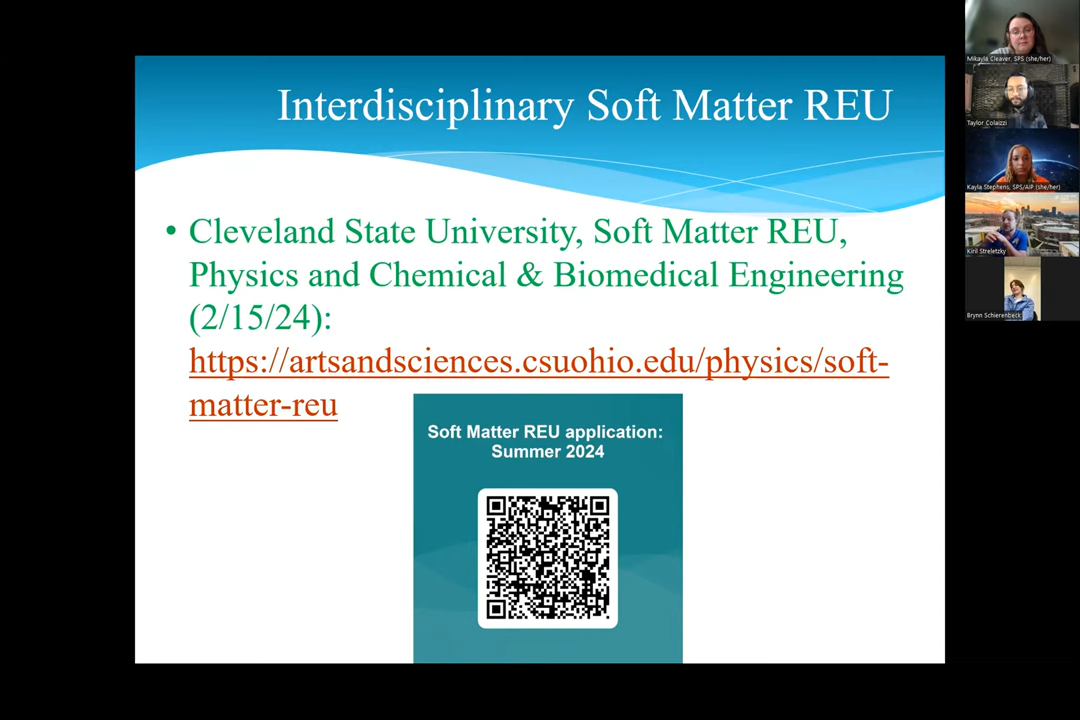 Interdisciplinary Soft Matter REU
• Cleveland State University, Soft Matter REU,
Physics and Chemical & Biomedical Engineering
(2/15/24):
https://artsandsciences.csuohio.edu/physics/soft-
matter-reu
Soft Matter REU application:
Summer 2024
Mikayla Cleaver, SPS (she/her)
Taylor Colaizzi
Kayla Stephens, SPS/AIP (she/her)
Kiril Streletzky
Brynn Schierenbeck